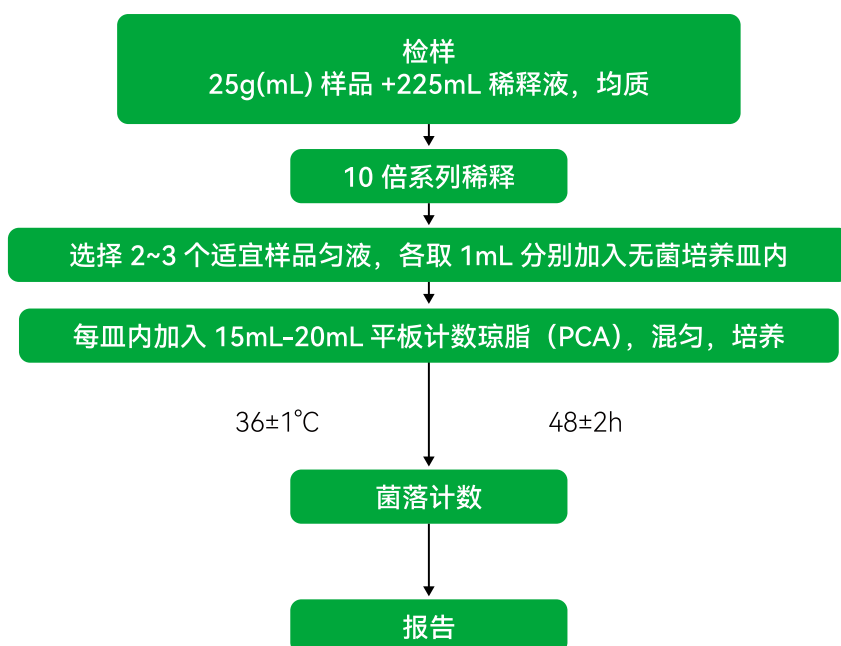 检样
25g(mL) 样品 +225mL 稀释液，均质
10 倍系列稀释
选择 2~3 个适宜样品匀液，各取 1mL 分别加入无菌培养皿内
每皿内加入 15mL-20mL 平板计数琼脂（PCA），混匀，培养
36±1°C 48±2h
菌落计数
报告